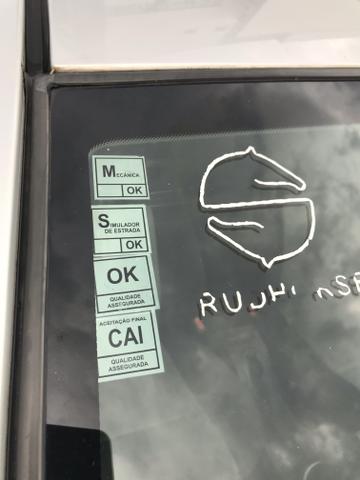 MECÂNICA
OK
SIMULADOR
DE ESTRADA
OK
OK
QUALIDADE
ASSEGURADA
ACEITAÇÃO FINAL
CAI
QUALIDADE
ASSEGURADA